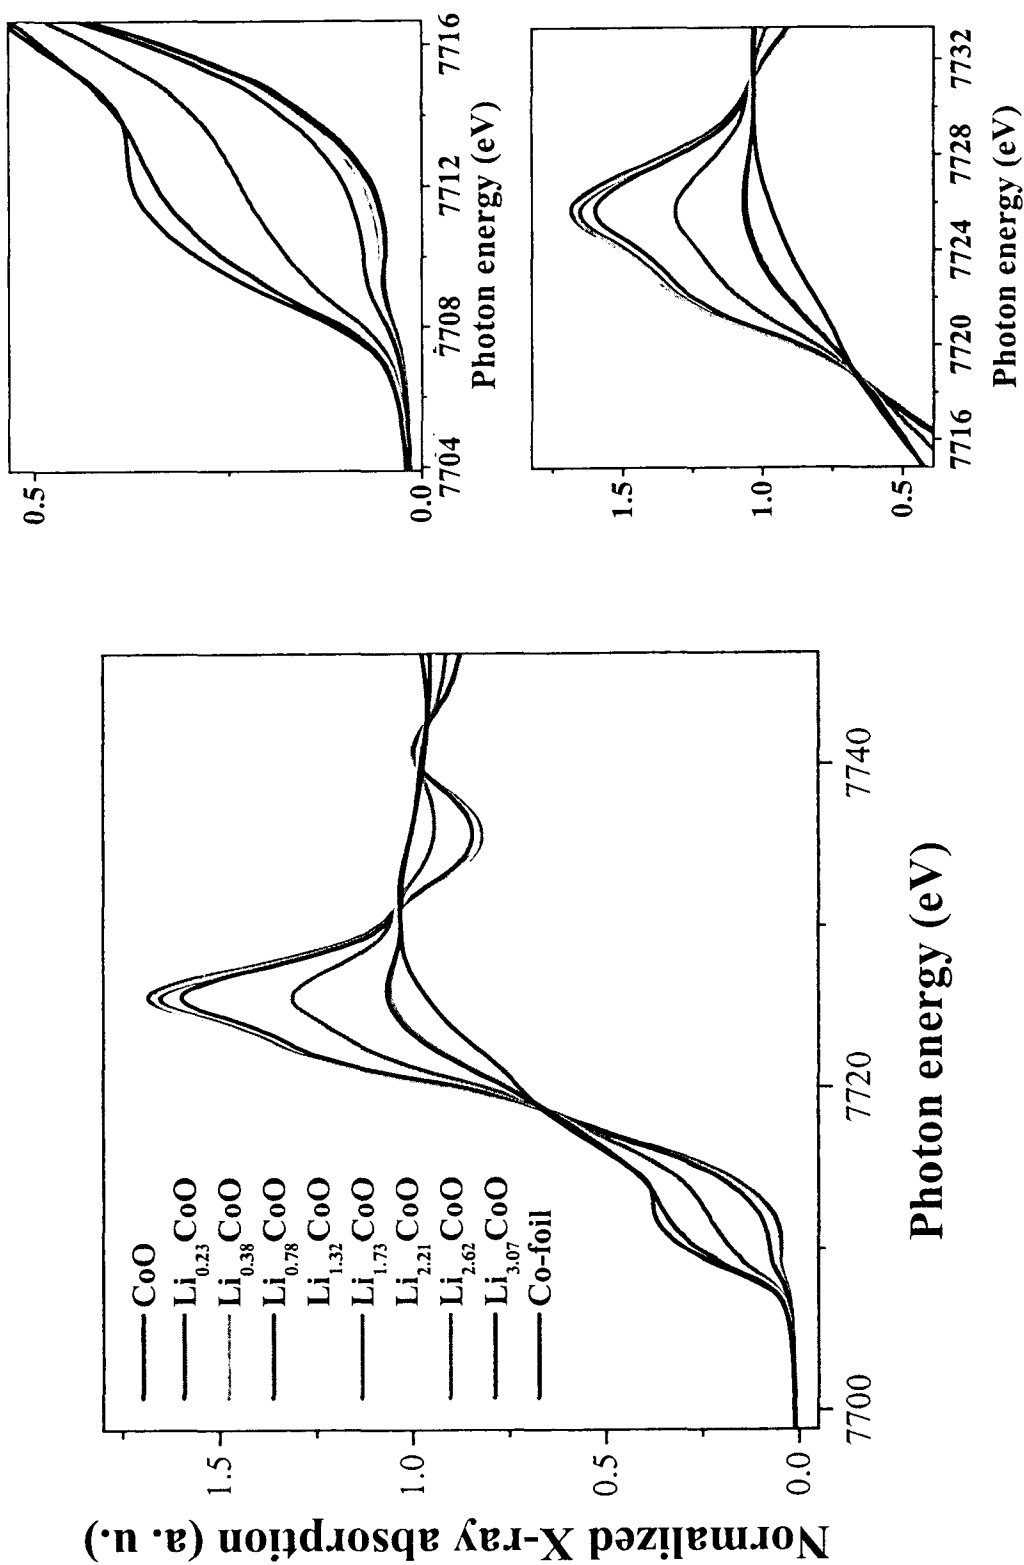 Normalized X-ray absorption (a. u.)
1.5
1.0
0.5
0.0
CoO
Li0.23CoO
Li0.38CoO
Li0.78CoO
Li1.32CoO
Li1.73CoO
Li2.21CoO
Li2.62CoO
Li3.07CoO
Co-foil
7700
7720
7740
Photon energy (eV)
0.5
0.0
7704
7708
7712
7716
Photon energy (eV)
1.5
1.0
0.5
7716
7720
7724
7728
7732
Photon energy (eV)